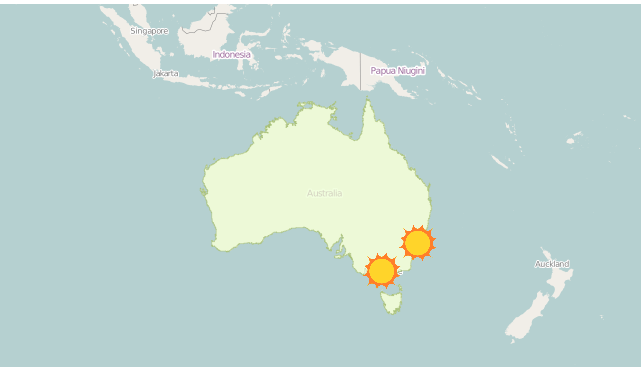 Singapore
Indonesia
Jakarta
Papua Niugini
Australia
Auckland